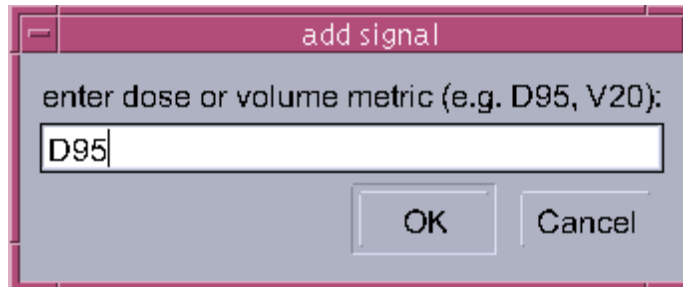 add signal
enter dose or volume metric (e.g. D95, V20):
D95
OK Cancel